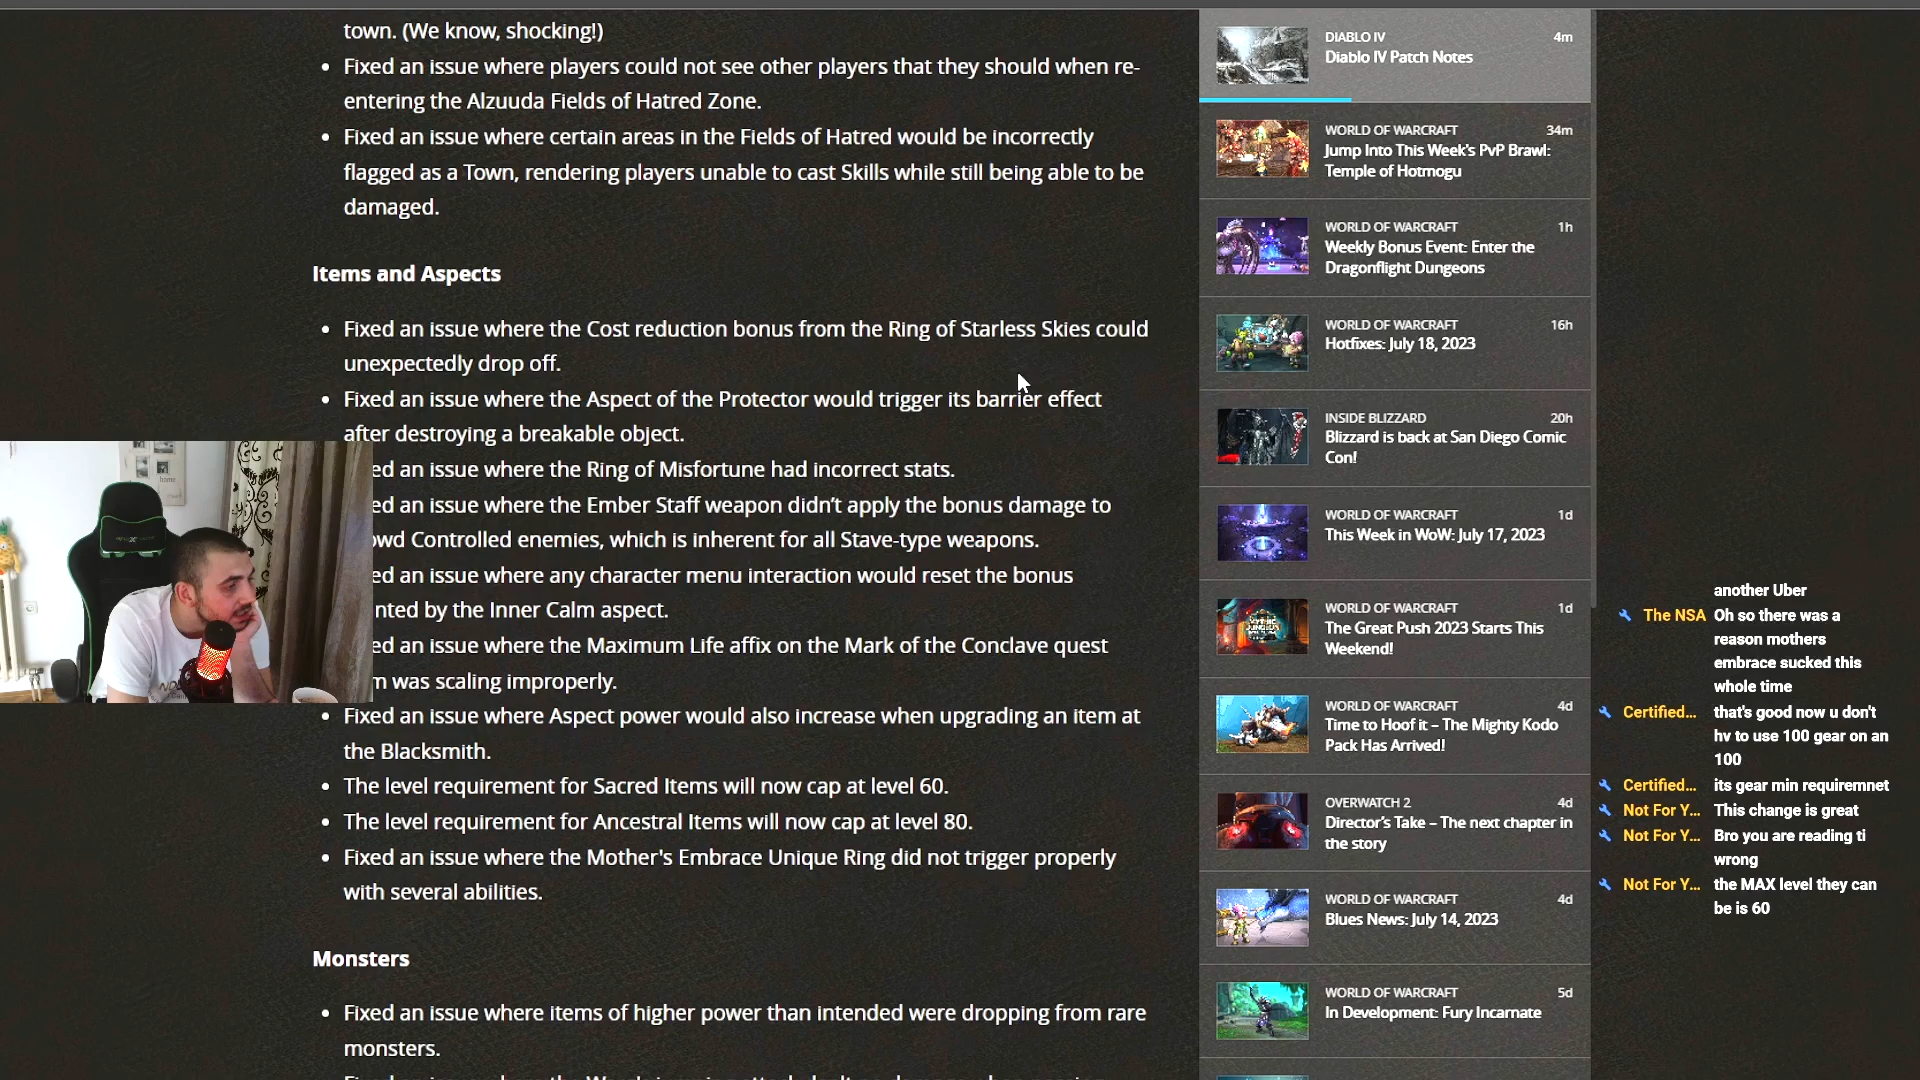 town. (We know, shocking!)
• Fixed an issue where players could not see other players that they should when re-
entering the Alzuuda Fields of Hatred Zone.
• Fixed an issue where certain areas in the Fields of Hatred would be incorrectly
flagged as a Town, rendering players unable to cast Skills while still being able to be
damaged.
Items and Aspects
• Fixed an issue where the Cost reduction bonus from the Ring of Starless Skies could
unexpectedly drop off.
• Fixed an issue where the Aspect of the Protector would trigger its barrier effect
after destroying a breakable object.
ed an issue where the Ring of Misfortune had incorrect stats.
ed an issue where the Ember Staff weapon didn't apply the bonus damage to
owd Controlled enemies, which is inherent for all Stave-type weapons.
ed an issue where any character menu interaction would reset the bonus
nted by the Inner Calm aspect.
ed an issue where the Maximum Life affix on the Mark of the Conclave quest
m was scaling improperly.
• Fixed an issue where Aspect power would also increase when upgrading an item at
the Blacksmith.
• The level requirement for Sacred Items will now cap at level 60.
• The level requirement for Ancestral Items will now cap at level 80.
• Fixed an issue where the Mother's Embrace Unique Ring did not trigger properly
with several abilities.
Monsters
• Fixed an issue where items of higher power than intended were dropping from rare
monsters.
DIABLO IV 4m
Diablo IV Patch Notes
WORLD OF WARCRAFT 34m
Jump Into This Week's PvP Brawl:
Temple of Hotmogu
WORLD OF WARCRAFT 1h
Weekly Bonus Event: Enter the
Dragonflight Dungeons
WORLD OF WARCRAFT 16h
Hotfixes: July 18, 2023
INSIDE BLIZZARD 20h
Blizzard is back at San Diego Comic
Con!
WORLD OF WARCRAFT 1d
This Week in WoW: July 17, 2023
WORLD OF WARCRAFT 1d
The Great Push 2023 Starts This
Weekend!
WORLD OF WARCRAFT 4d
Time to Hoof it – The Mighty Kodo
Pack Has Arrived!
OVERWATCH 2 4d
Director's Take – The next chapter in
the story
WORLD OF WARCRAFT 4d
Blues News: July 14, 2023
WORLD OF WARCRAFT 5d
In Development: Fury Incarnate
another Uber
The NSA Oh so there was a
reason mothers
embrace sucked this
whole time
Certified... that's good now u don't
hv to use 100 gear on an
100
Certified... its gear min requiremnet
Not For Y... This change is great
Not For Y... Bro you are reading ti
wrong
Not For Y... the MAX level they can
be is 60